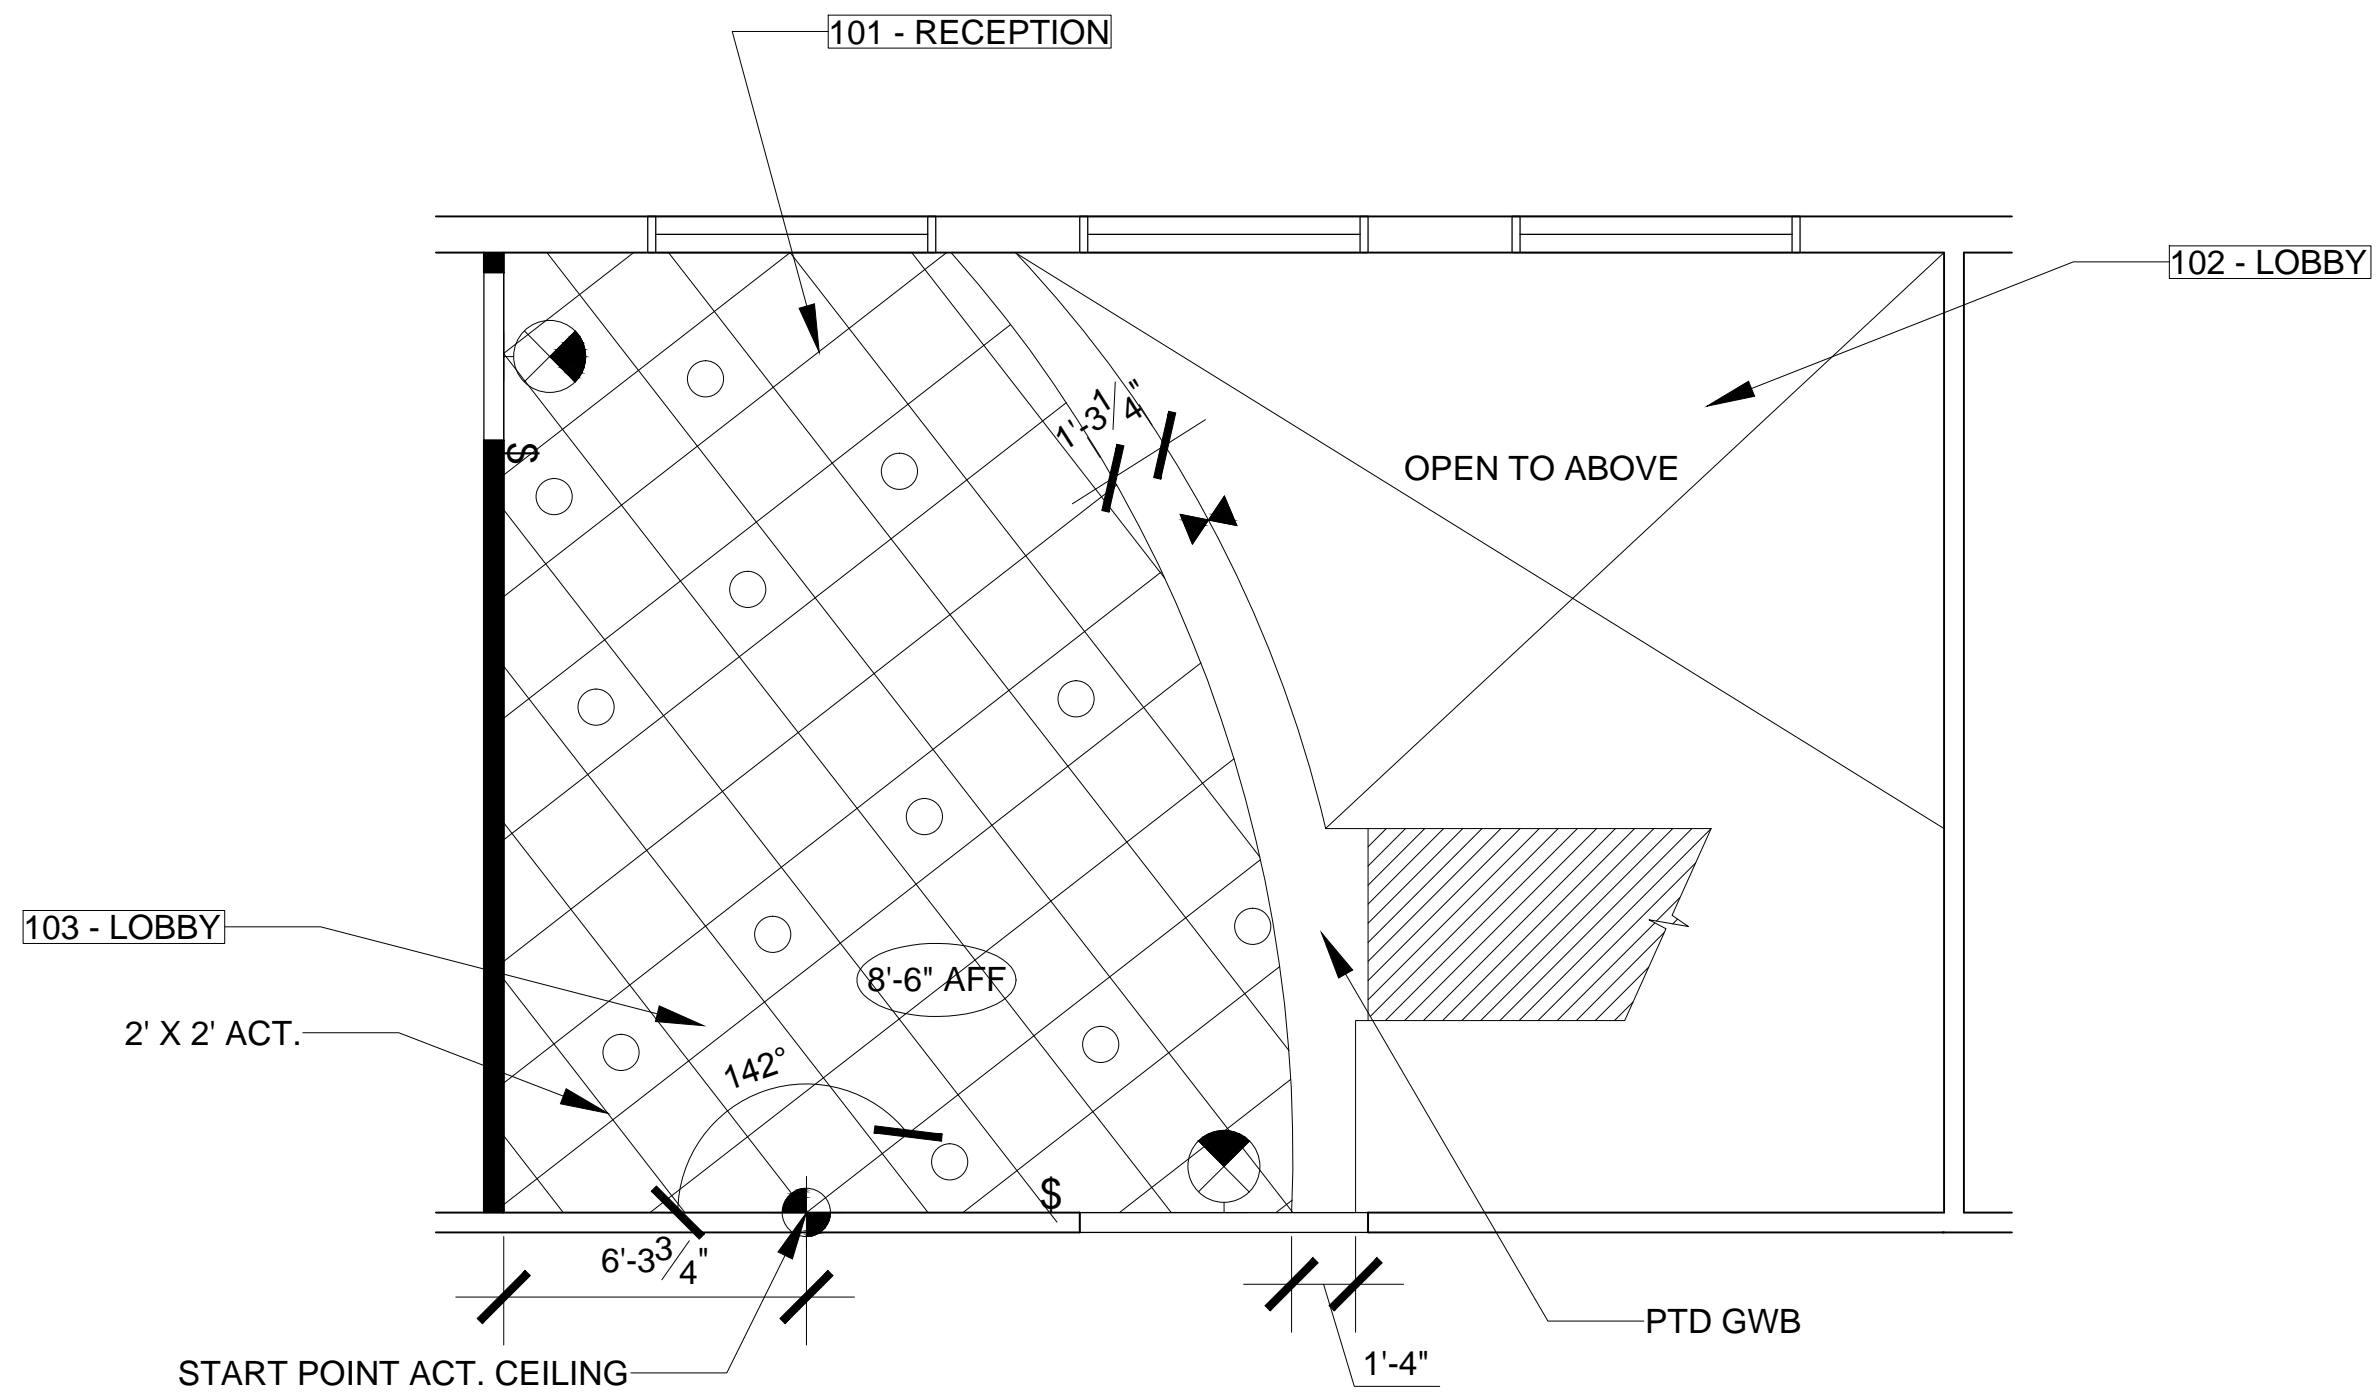 101 - RECEPTION
102 - LOBBY
1'-3 1/4"
$
OPEN TO ABOVE
103 - LOBBY
8'-6" AFF
2' X 2' ACT.
142°
$
6'-3 3/4"
PTD GWB
1'-4"
START POINT ACT. CEILING